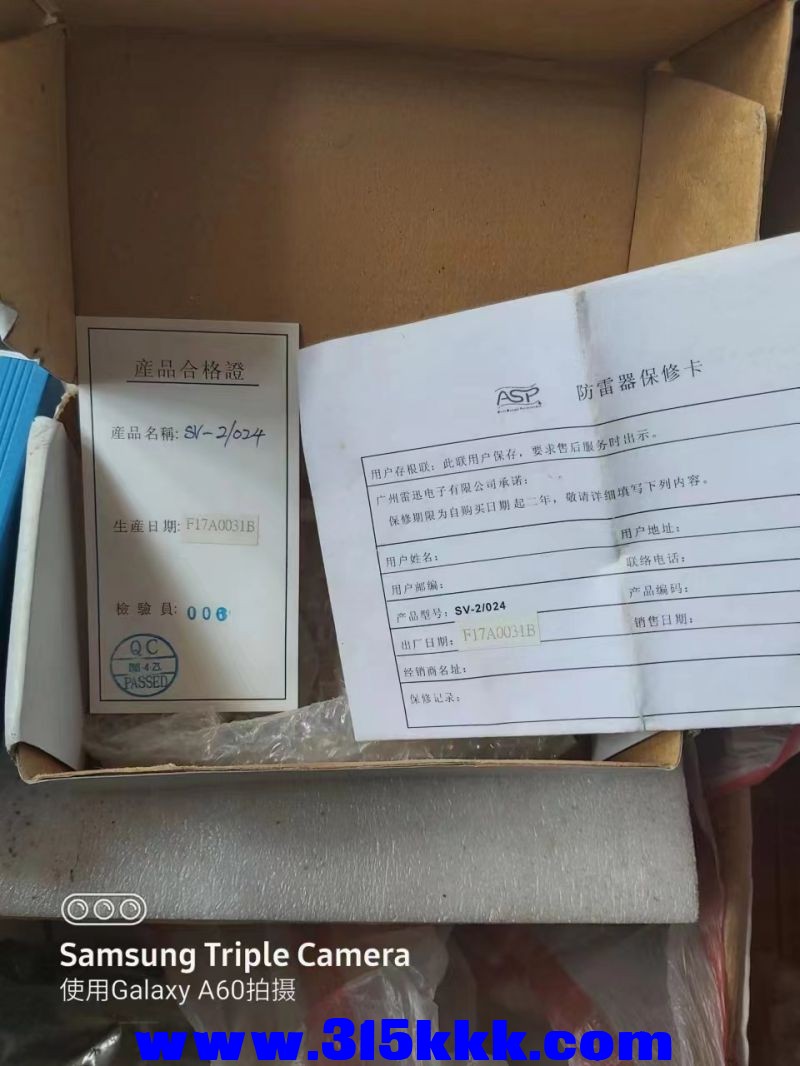 産品合格證
産品名稱: SV-2/024
生産日期: F17A0031B
檢驗員: 006
QC
PASSED
ASP
防雷器保修卡
用户存根联：此联用户保存，要求售后服务时出示。
广州雷迅电子有限公司承诺：
保修期限为自购买日期起二年，敬请详细填写下列内容。
用户姓名：
用户地址：
用户邮编：
联络电话：
产品型号：SV-2/024
产品编码：
出厂日期：F17A0031B
销售日期：
经销商名址：
保修记录：
Samsung Triple Camera
使用Galaxy A60拍摄
www.315kkk.com